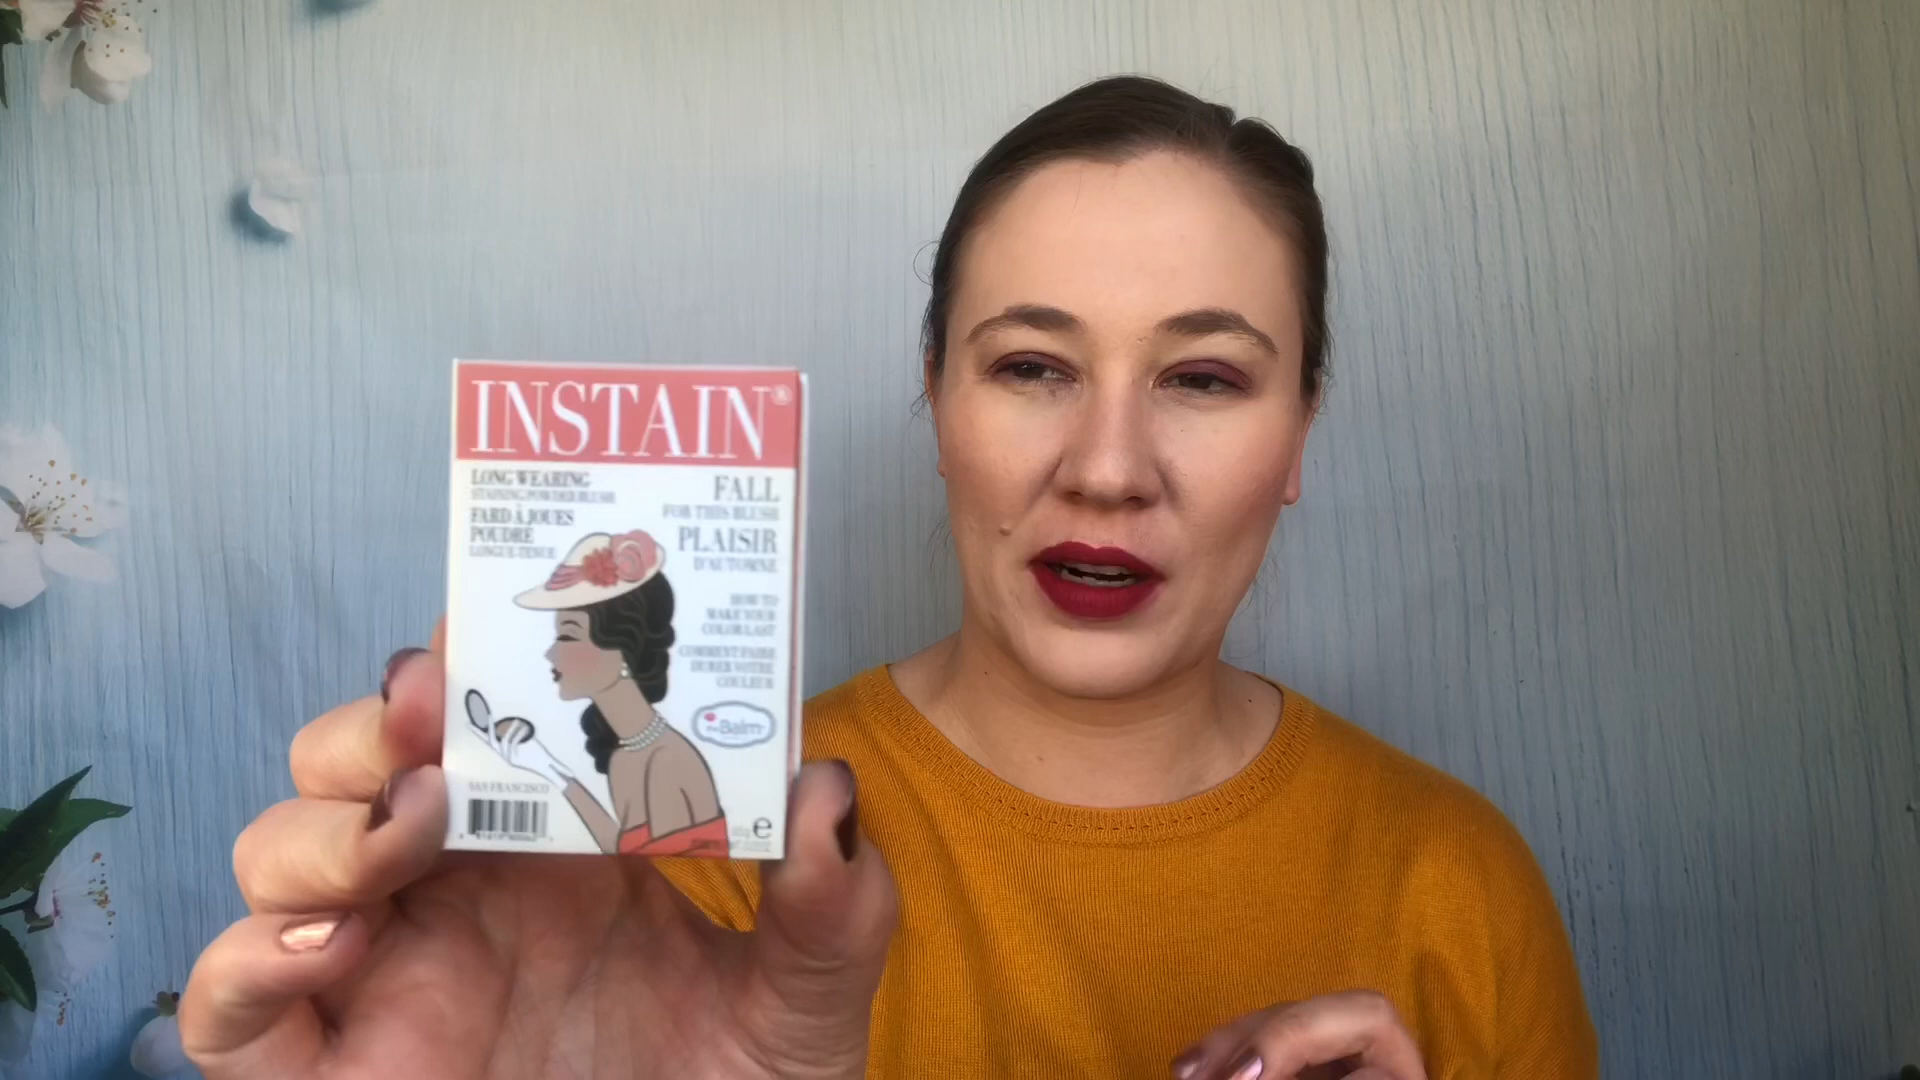 INSTAIN®
LONG WEARING
STAINING POWDER BLUSH
FARD À JOUES
POUDRE
LONGUE-TENUE
FALL
FOR THIS BLUSH
PLAISIR
D'AUTOMNE
HOW TO
MAKE YOUR
COLOR LAST
COMMENT FAIRE
DURER VOTRE
COULEUR
theBalm
SAN FRANCISCO
e